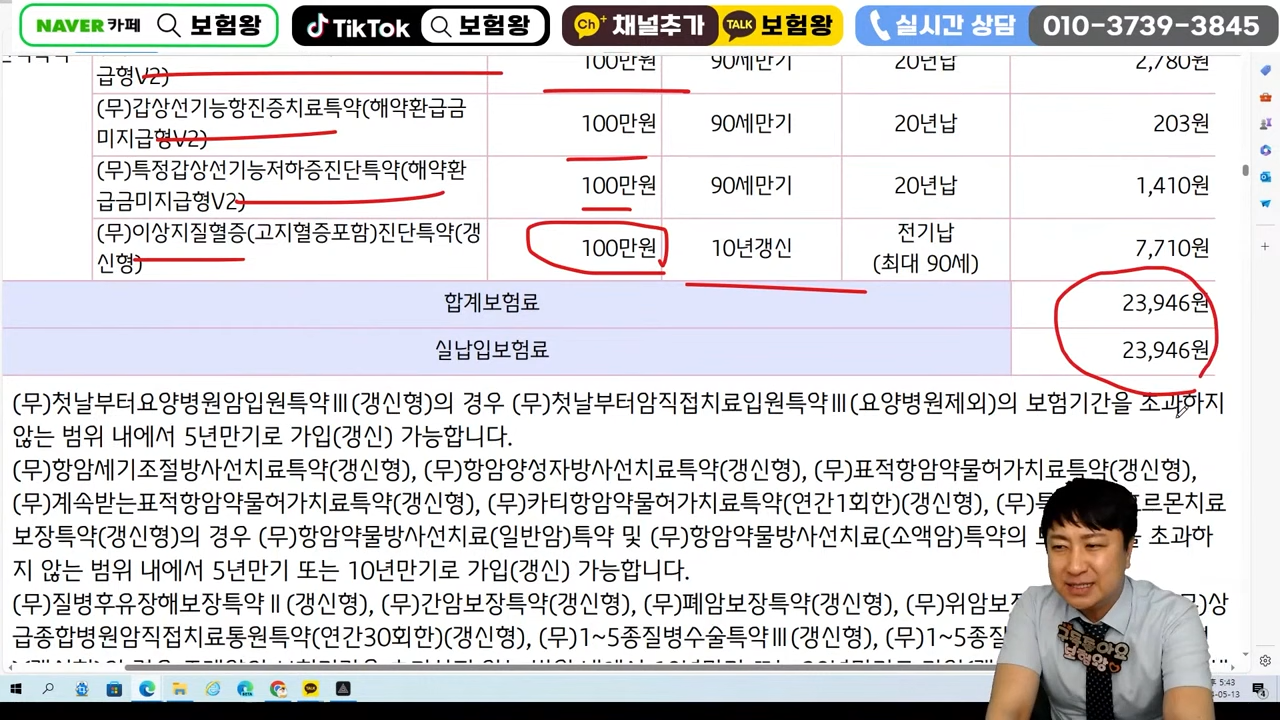 NAVER 카페 보험왕
TikTok 보험왕
Ch+ 채널추가 TALK 보험왕
실시간 상담 010-3739-3845
급형V2) 100만원 90세만기 20년납 2,780원
(무)갑상선기능항진증치료특약(해약환급금
미지급형V2) 100만원 90세만기 20년납 203원
(무)특정갑상선기능저하증진단특약(해약환
급금미지급형V2) 100만원 90세만기 20년납 1,410원
(무)이상지질혈증(고지혈증포함)진단특약(갱
신형) 100만원 10년갱신 전기납 7,710원
(최대 90세)
합계보험료 23,946원
실납입보험료 23,946원
(무)첫날부터요양병원암입원특약Ⅲ(갱신형)의 경우 (무)첫날부터암직접치료입원특약Ⅲ(요양병원제외)의 보험기간을 초과하지
않는 범위 내에서 5년만기로 가입(갱신) 가능합니다.
(무)항암세기조절방사선치료특약(갱신형), (무)항암양성자방사선치료특약(갱신형), (무)표적항암약물허가치료특약(갱신형),
(무)계속받는표적항암약물허가치료특약(갱신형), (무)카티항암약물허가치료특약(연간1회한)(갱신형), (무)특 르몬치료
보장특약(갱신형)의 경우 (무)항암약물방사선치료(일반암)특약 및 (무)항암약물방사선치료(소액암)특약의 초과하
지 않는 범위 내에서 5년만기 또는 10년만기로 가입(갱신) 가능합니다.
(무)질병후유장해보장특약Ⅱ(갱신형), (무)간암보장특약(갱신형), (무)폐암보장특약(갱신형), (무)위암보장 상
급종합병원암직접치료통원특약(연간30회한)(갱신형), (무)1~5종질병수술특약Ⅲ(갱신형), (무)1~5종질
그토록좋아요
보험왕
5:43
05-13